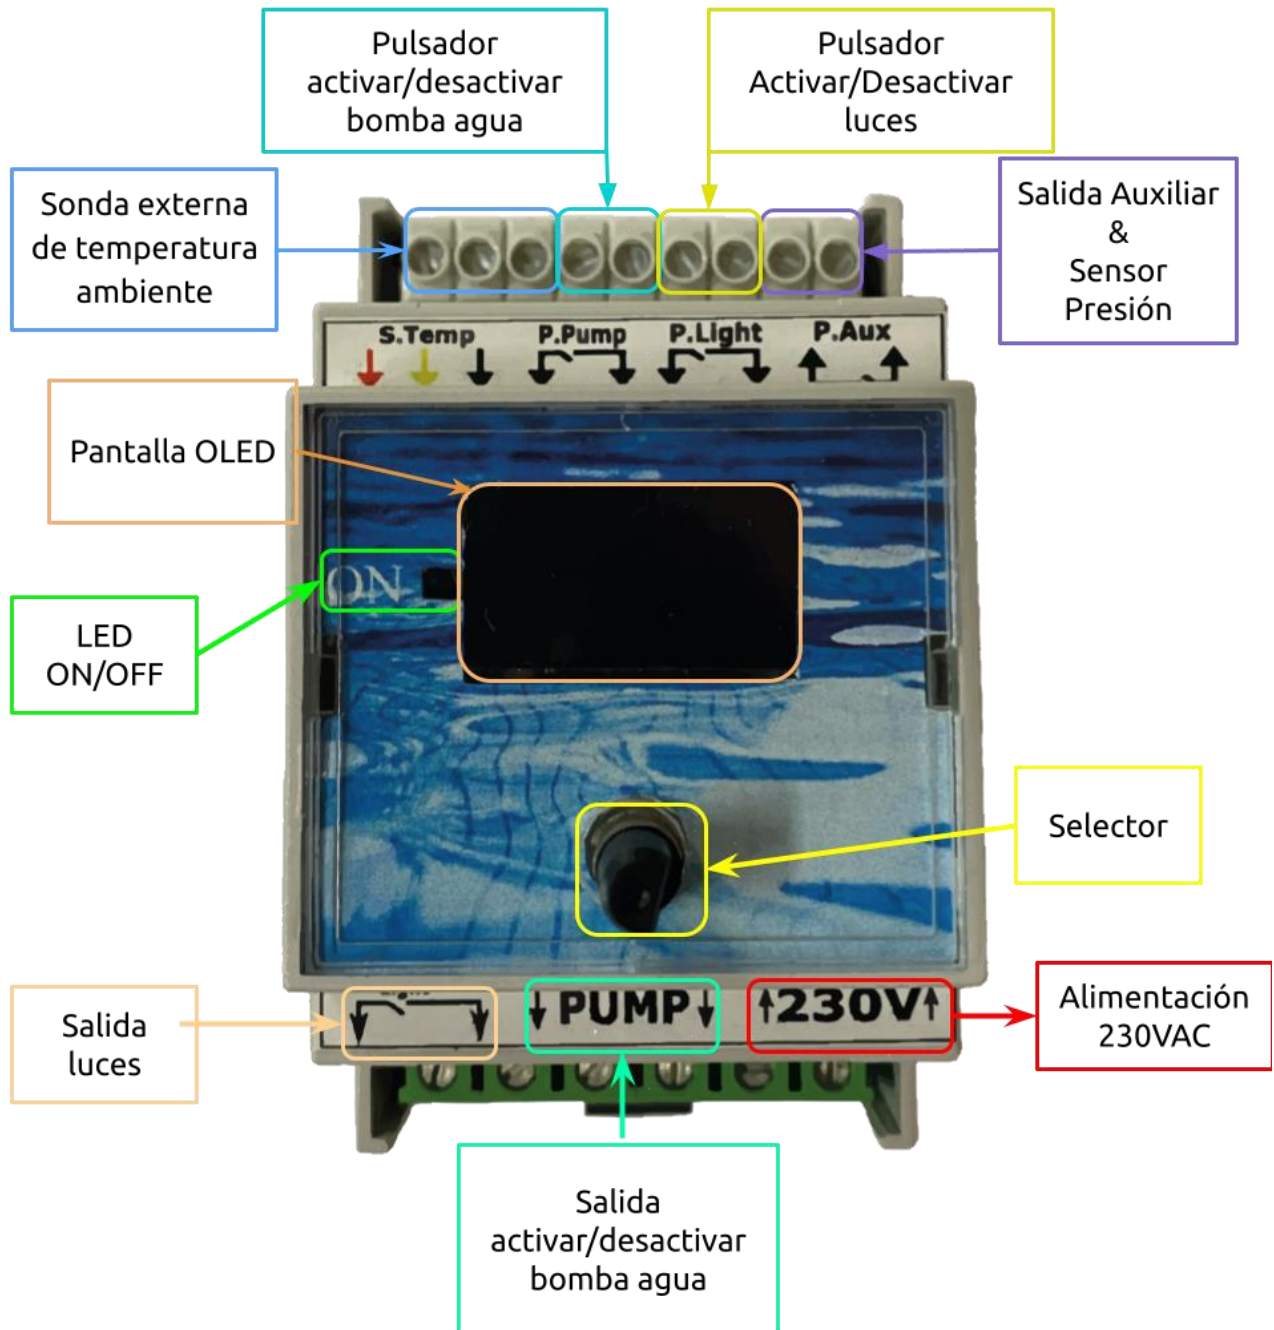 Pulsador
activar/desactivar
bomba agua
Pulsador
Activar/Desactivar
luces
Sonda externa
de temperatura
ambiente
Salida Auxiliar
&
Sensor
Presión
S.Temp
P.Pump
P.Light
P.Aux
Pantalla OLED
ON
LED
ON/OFF
Selector
Salida
luces
Light
PUMP
230V
Alimentación
230VAC
Salida
activar/desactivar
bomba agua